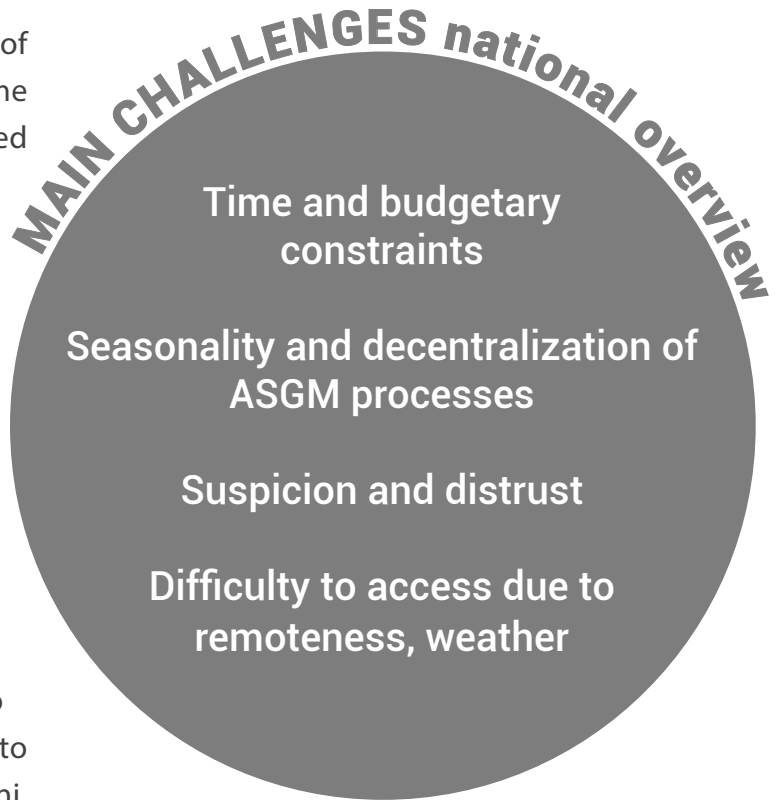 of
ne
ed
MAIN CHALLENGES national overview
Time and budgetary
constraints
Seasonality and decentralization of
ASGM processes
Suspicion and distrust
Difficulty to access due to
remoteness, weather
to